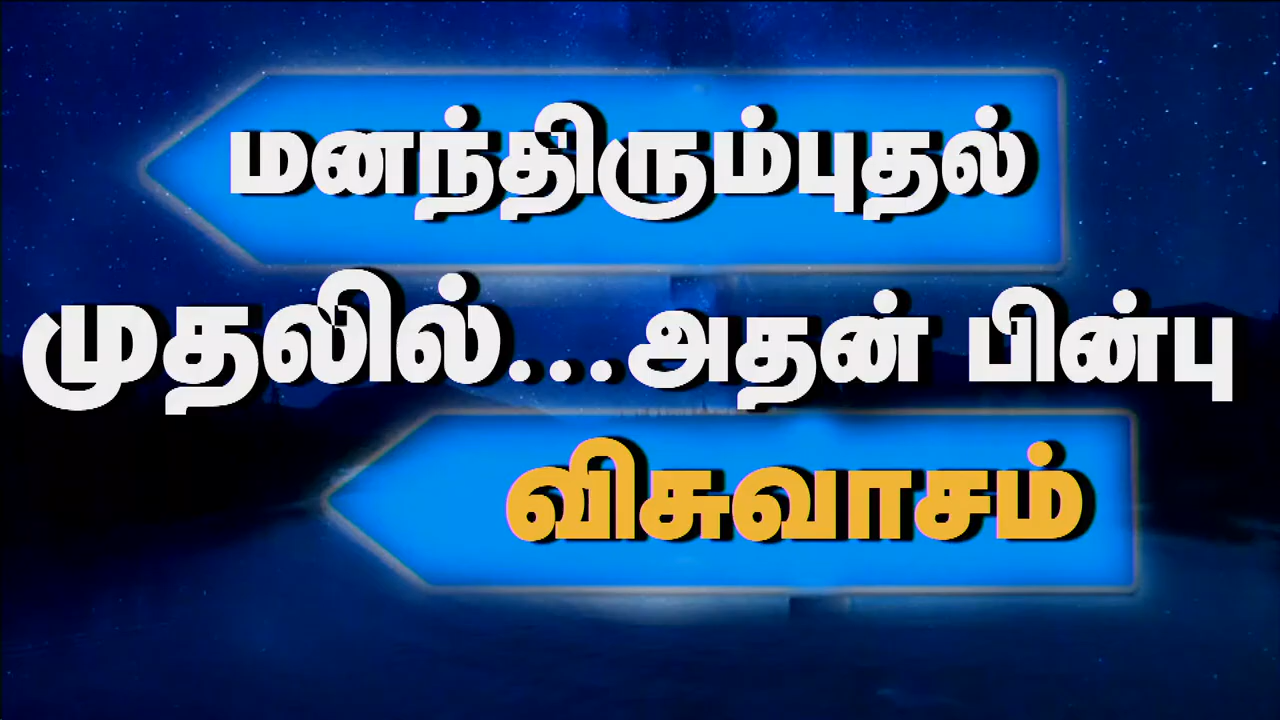 மனந்திரும்புதல்
முதலில்...அதன் பின்பு
விசுவாசம்